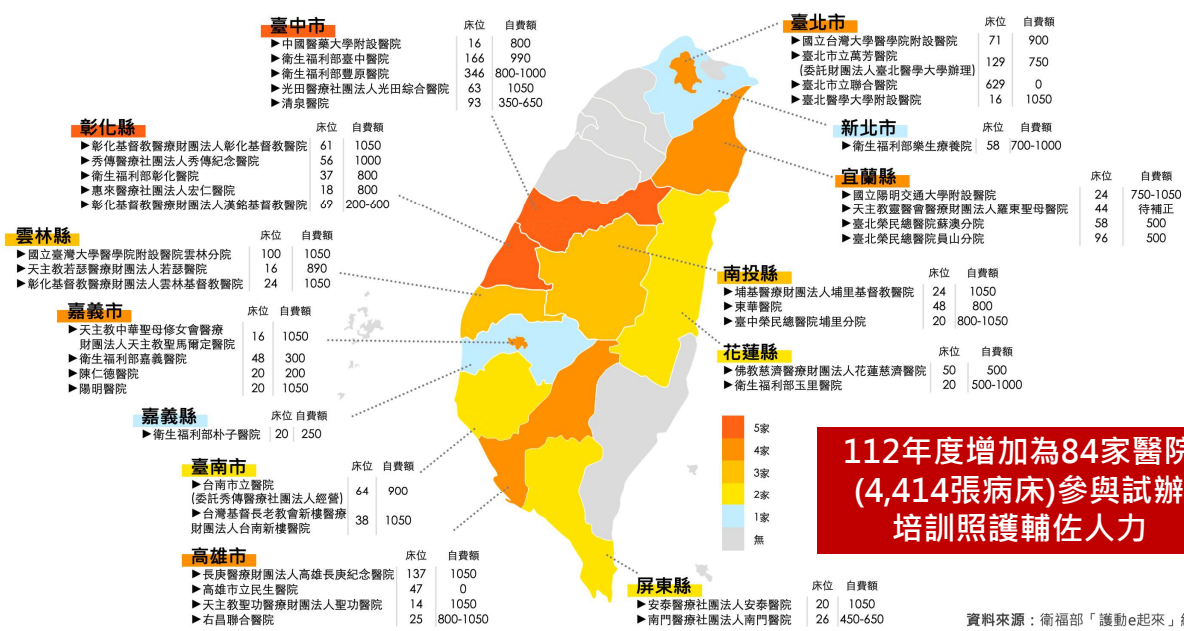 臺中市 床位 自費額
▶中國醫藥大學附設醫院 16 800
▶衛生福利部臺中醫院 166 990
▶衛生福利部豐原醫院 346 800-1000
▶光田醫療社團法人光田綜合醫院 63 1050
▶清泉醫院 93 350-650
彰化縣 床位 自費額
▶彰化基督教醫療財團法人彰化基督教醫院 61 1050
▶秀傳醫療社團法人秀傳紀念醫院 56 1000
▶衛生福利部彰化醫院 37 800
▶惠來醫療社團法人宏仁醫院 18 800
▶彰化基督教醫療財團法人漢銘基督教醫院 69 200-600
雲林縣 床位 自費額
▶國立臺灣大學醫學院附設醫院雲林分院 100 1050
▶天主教若瑟醫療財團法人若瑟醫院 16 890
▶彰化基督教醫療財團法人雲林基督教醫院 24 1050
嘉義市 床位 自費額
▶天主教中華聖母修女會醫療
財團法人天主教聖馬爾定醫院 16 1050
▶衛生福利部嘉義醫院 48 300
▶陳仁德醫院 20 200
▶陽明醫院 20 1050
嘉義縣 床位 自費額
▶衛生福利部朴子醫院 20 250
臺南市 床位 自費額
▶台南市立醫院
(委託秀傳醫療社團法人經營) 64 900
▶台灣基督長老教會新樓醫療
財團法人台南新樓醫院 38 1050
高雄市 床位 自費額
▶長庚醫療財團法人高雄長庚紀念醫院 137 1050
▶高雄市立民生醫院 47 0
▶天主教聖功醫療財團法人聖功醫院 14 1050
▶右昌聯合醫院 25 800-1050
臺北市 床位 自費額
▶國立台灣大學醫學院附設醫院 71 900
▶臺北市立萬芳醫院
(委託財團法人臺北醫學大學辦理) 129 750
▶臺北市立聯合醫院 629 0
▶臺北醫學大學附設醫院 16 1050
新北市 床位 自費額
▶衛生福利部樂生療養院 58 700-1000
宜蘭縣 床位 自費額
▶國立陽明交通大學附設醫院 24 750-1050
▶天主教靈醫會醫療財團法人羅東聖母醫院 44 待補正
▶臺北榮民總醫院蘇澳分院 58 500
▶臺北榮民總醫院員山分院 96 500
南投縣 床位 自費額
▶埔基醫療財團法人埔里基督教醫院 24 1050
▶東華醫院 48 800
▶臺中榮民總醫院埔里分院 20 800-1050
花蓮縣 床位 自費額
▶佛教慈濟醫療財團法人花蓮慈濟醫院 50 500
▶衛生福利部玉里醫院 20 500-1000
5家
4家
3家
2家
1家
無
112年度增加為84家醫院
(4,414張病床)參與試辦
培訓照護輔佐人力
屏東縣 床位 自費額
▶安泰醫療社團法人安泰醫院 20 1050
▶南門醫療社團法人南門醫院 26 450-650
資料來源：衛福部「護動e起來」